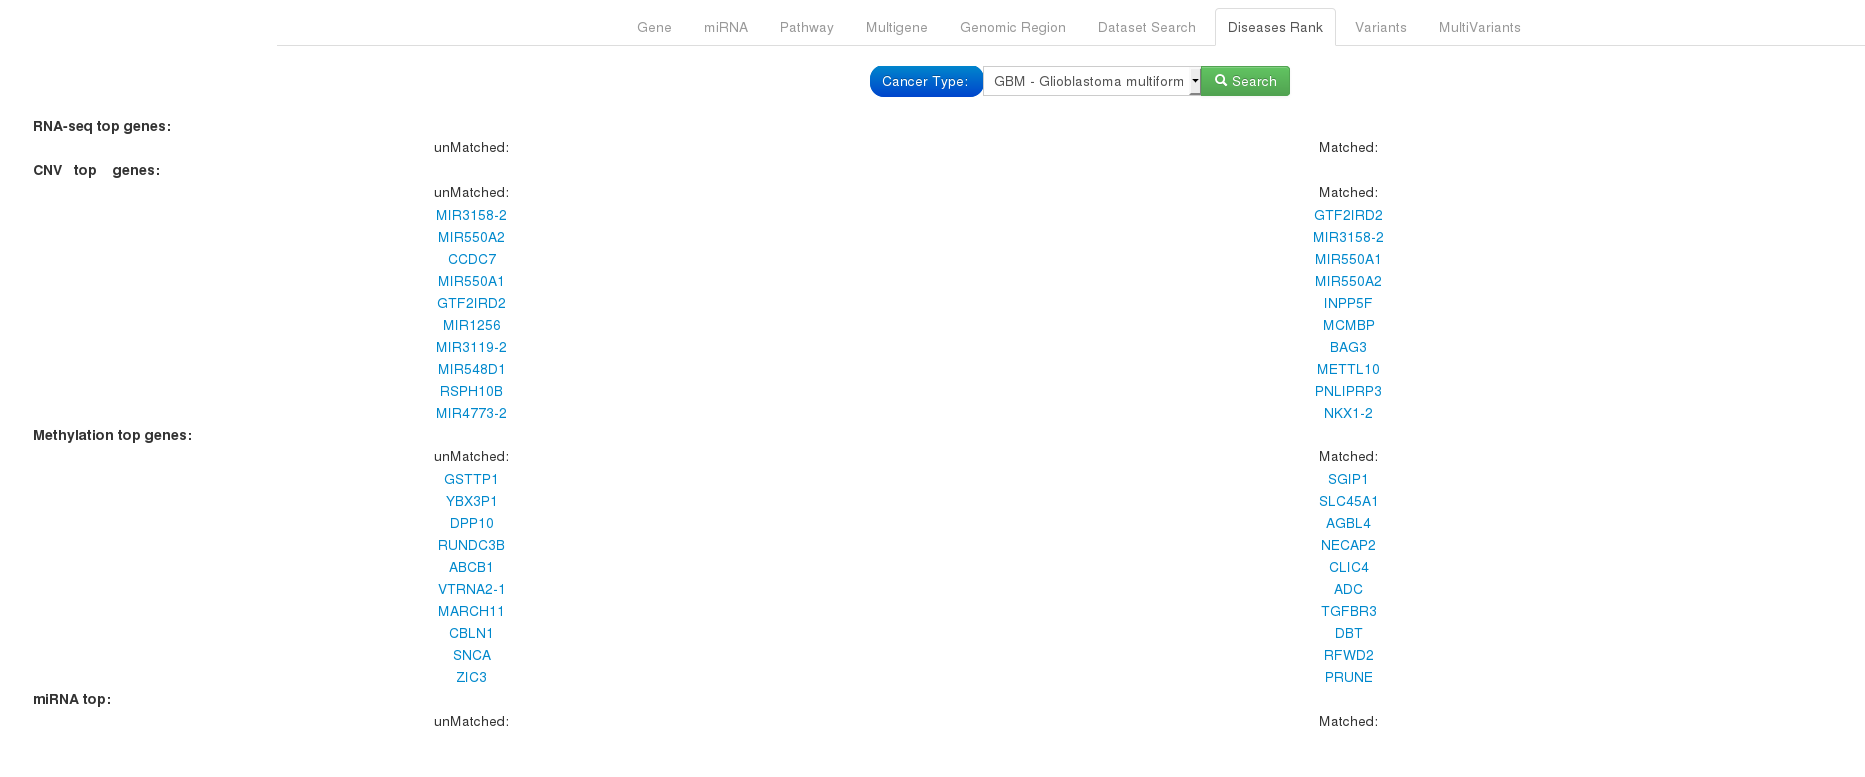 Gene miRNA Pathway Multigene Genomic Region Dataset Search Diseases Rank Variants MultiVariants
Cancer Type: GBM - Glioblastoma multiform Search
RNA-seq top genes:
unMatched: Matched:
CNV top genes:
unMatched: Matched:
MIR3158-2 GTF2IRD2
MIR550A2 MIR3158-2
CCDC7 MIR550A1
MIR550A1 MIR550A2
GTF2IRD2 INPP5F
MIR1256 MCMBP
MIR3119-2 BAG3
MIR548D1 METTL10
RSPH10B PNLIPRP3
MIR4773-2 NKX1-2
Methylation top genes:
unMatched: Matched:
GSTTP1 SGIP1
YBX3P1 SLC45A1
DPP10 AGBL4
RUNDC3B NECAP2
ABCB1 CLIC4
VTRNA2-1 ADC
MARCH11 TGFBR3
CBLN1 DBT
SNCA RFWD2
ZIC3 PRUNE
miRNA top:
unMatched: Matched: